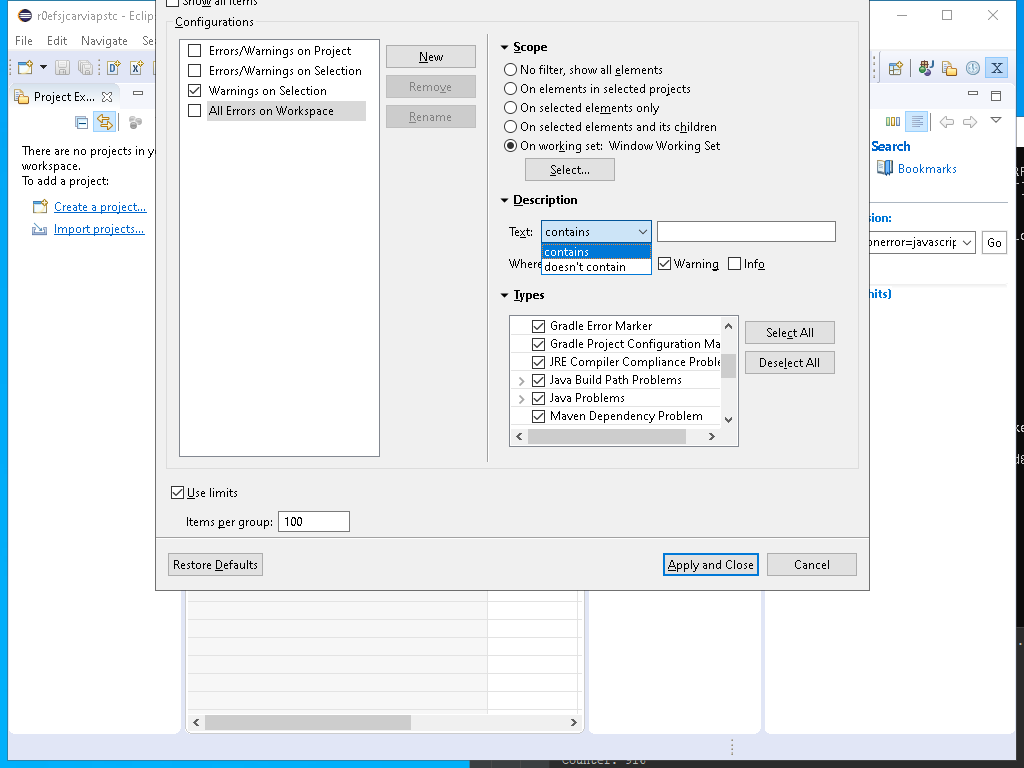 r0efsjcarviapstc - Eclip
Show all items
File Edit Navigate Se
Configurations
Errors/Warnings on Project
Errors/Warnings on Selection
Warnings on Selection
All Errors on Workspace
New
Remove
Rename
Scope
No filter, show all elements
On elements in selected projects
On selected elements only
On selected elements and its children
On working set: Window Working Set
Select...
Description
Text: contains
contains
doesn't contain
Where
Warning
Info
Types
Gradle Error Marker
Gradle Project Configuration Ma
JRE Compiler Compliance Proble
Java Build Path Problems
Java Problems
Maven Dependency Problem
Select All
Deselect All
Use limits
Items per group: 100
Restore Defaults
Apply and Close
Cancel
Project Ex...
There are no projects in y
workspace.
To add a project:
Create a project...
Import projects...
Search
Bookmarks
sion:
onerror=javascrip
Go
hits)
Counter: 916